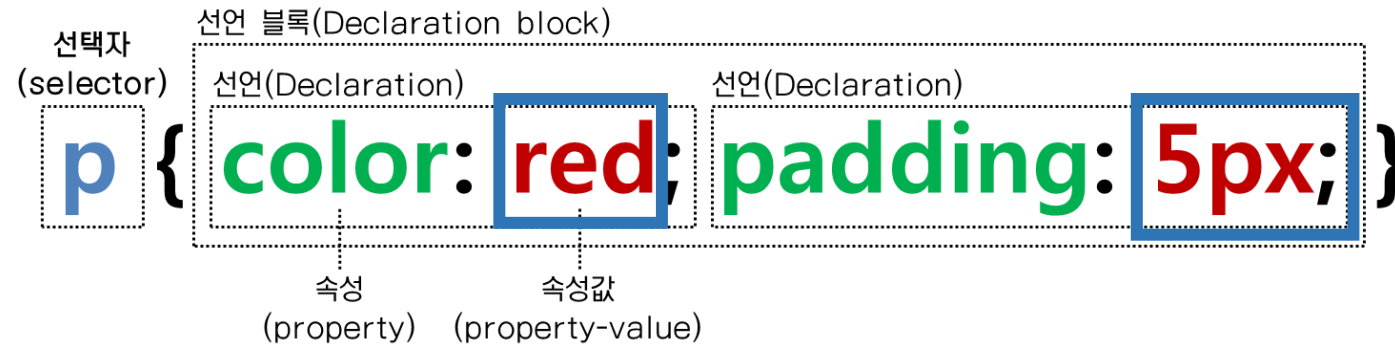 선언 블록(Declaration block)
선택자
(selector)
선언(Declaration) 선언(Declaration)
p { color: red; padding: 5px; }
속성 속성값
(property) (property-value)